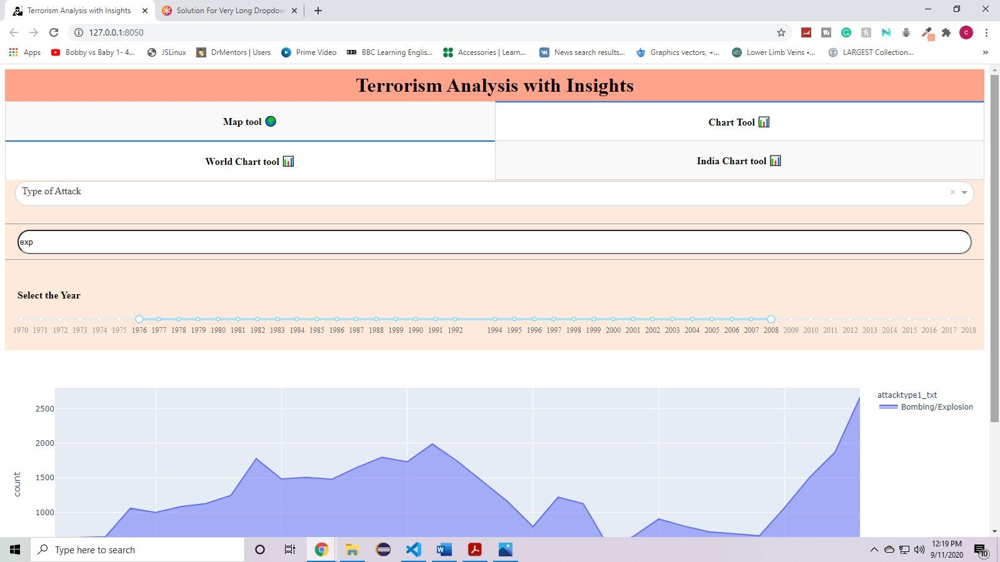 Terrorism Analysis with Insights
Solution For Very Long Dropdow
127.0.0.1:8050
Apps
Bobby vs Baby 1- 4...
JSLinux
DrMentors | Users
Prime Video
BBC
BBC Learning Englis...
Accessories | Learn...
News search results...
Graphics vectors, +...
Lower Limb Veins •...
LARGEST Collection...
»
Terrorism Analysis with Insights
Map tool
Chart Tool
World Chart tool
India Chart tool
Type of Attack
exp
Select the Year
1970 1971 1972 1973 1974 1975 1976 1977 1978 1979 1980 1981 1982 1983 1984 1985 1986 1987 1988 1989 1990 1991 1992 1994 1995 1996 1997 1998 1999 2000 2001 2002 2003 2004 2005 2006 2007 2008 2009 2010 2011 2012 2013 2014 2015 2016 2017 2018
attacktype1_txt
Bombing/Explosion
2500
2000
1500
1000
count
Type here to search
12:19 PM
9/11/2020
10